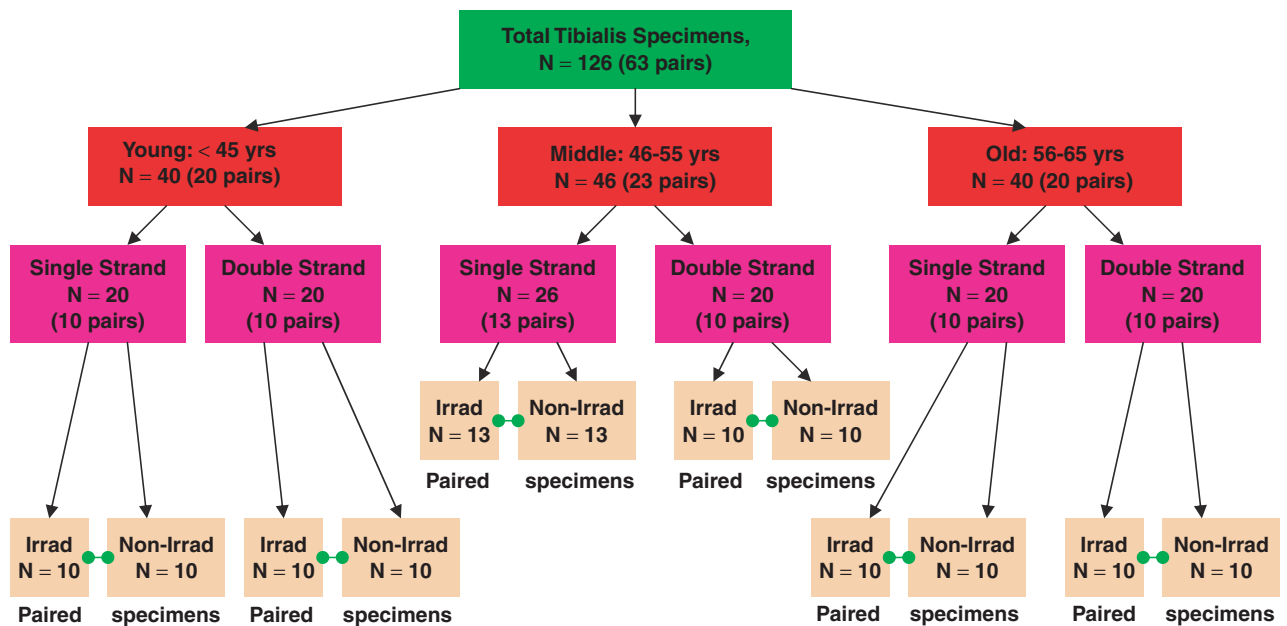 Total Tibialis Specimens,
N = 126 (63 pairs)
Young: < 45 yrs
N = 40 (20 pairs)
Middle: 46-55 yrs
N = 46 (23 pairs)
Old: 56-65 yrs
N = 40 (20 pairs)
Single Strand
N = 20
(10 pairs)
Double Strand
N = 20
(10 pairs)
Single Strand
N = 26
(13 pairs)
Double Strand
N = 20
(10 pairs)
Single Strand
N = 20
(10 pairs)
Double Strand
N = 20
(10 pairs)
Irrad
N = 13
Non-Irrad
N = 13
Paired specimens
Irrad
N = 10
Non-Irrad
N = 10
Paired specimens
Irrad
N = 10
Non-Irrad
N = 10
Paired specimens
Irrad
N = 10
Non-Irrad
N = 10
Paired specimens
Irrad
N = 10
Non-Irrad
N = 10
Paired specimens
Irrad
N = 10
Non-Irrad
N = 10
Paired specimens